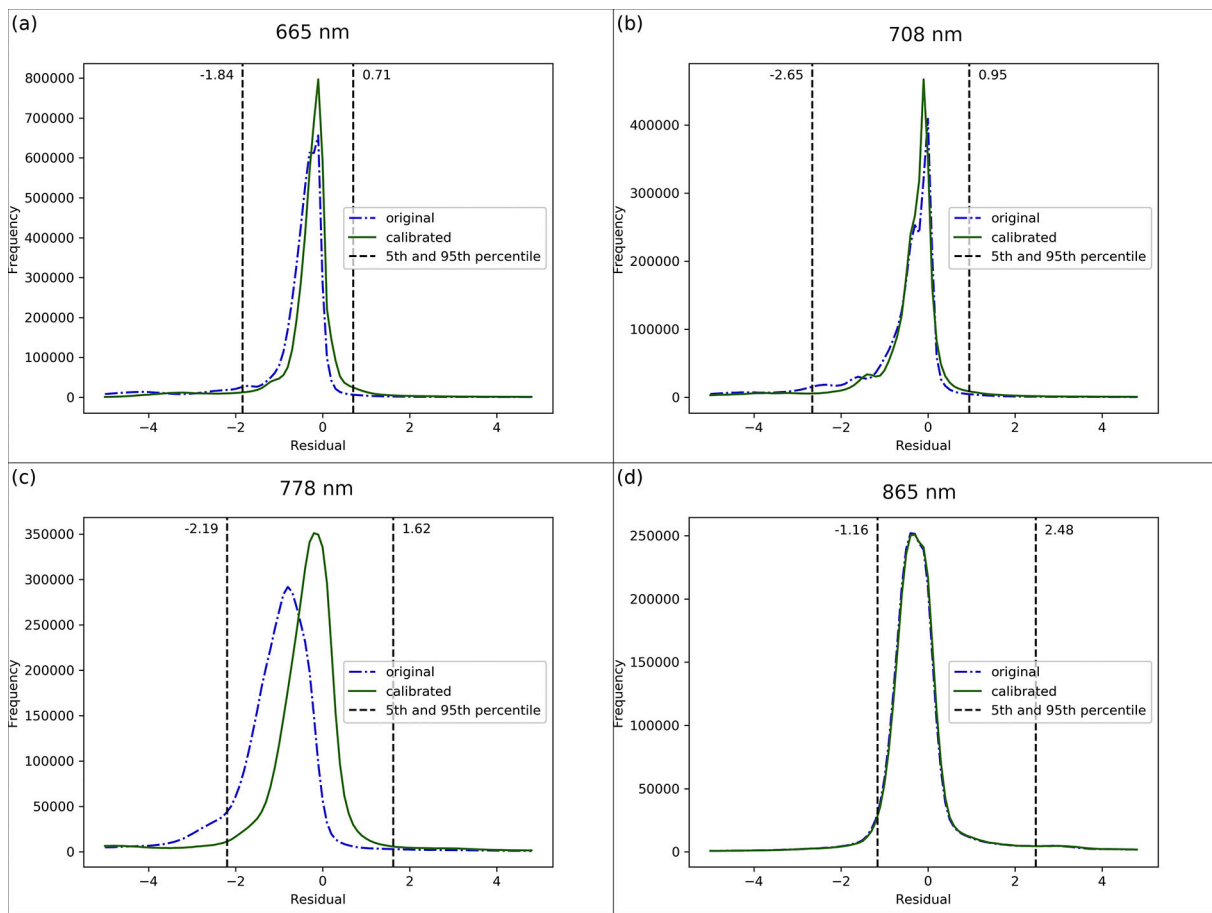 (a)
665 nm
-1.84
0.71
800000
700000
600000
500000
400000
300000
200000
100000
0
Frequency
original
calibrated
5th and 95th percentile
−4
−2
0
2
4
Residual
(b)
708 nm
-2.65
0.95
400000
300000
200000
100000
0
Frequency
original
calibrated
5th and 95th percentile
−4
−2
0
2
4
Residual
(c)
778 nm
-2.19
1.62
350000
300000
250000
200000
150000
100000
50000
0
Frequency
original
calibrated
5th and 95th percentile
−4
−2
0
2
4
Residual
(d)
865 nm
-1.16
2.48
250000
200000
150000
100000
50000
0
Frequency
original
calibrated
5th and 95th percentile
−4
−2
0
2
4
Residual